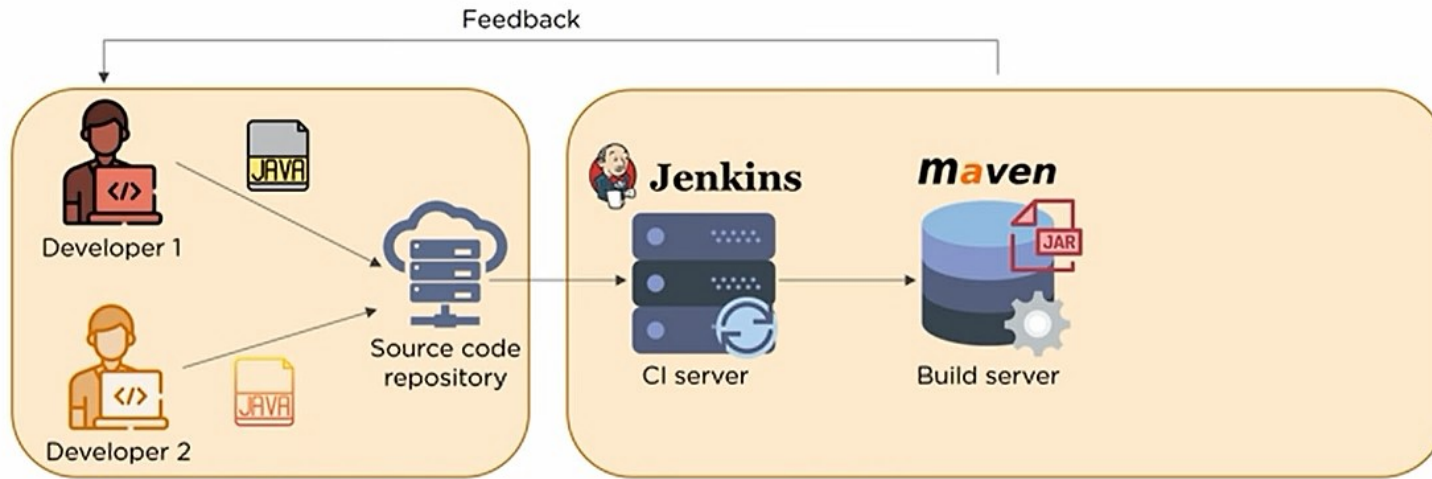 Feedback
JAVA
Developer 1
Jenkins
maven
JAR
</>
Source code
repository
CI server
Build server
</>
JAVA
Developer 2